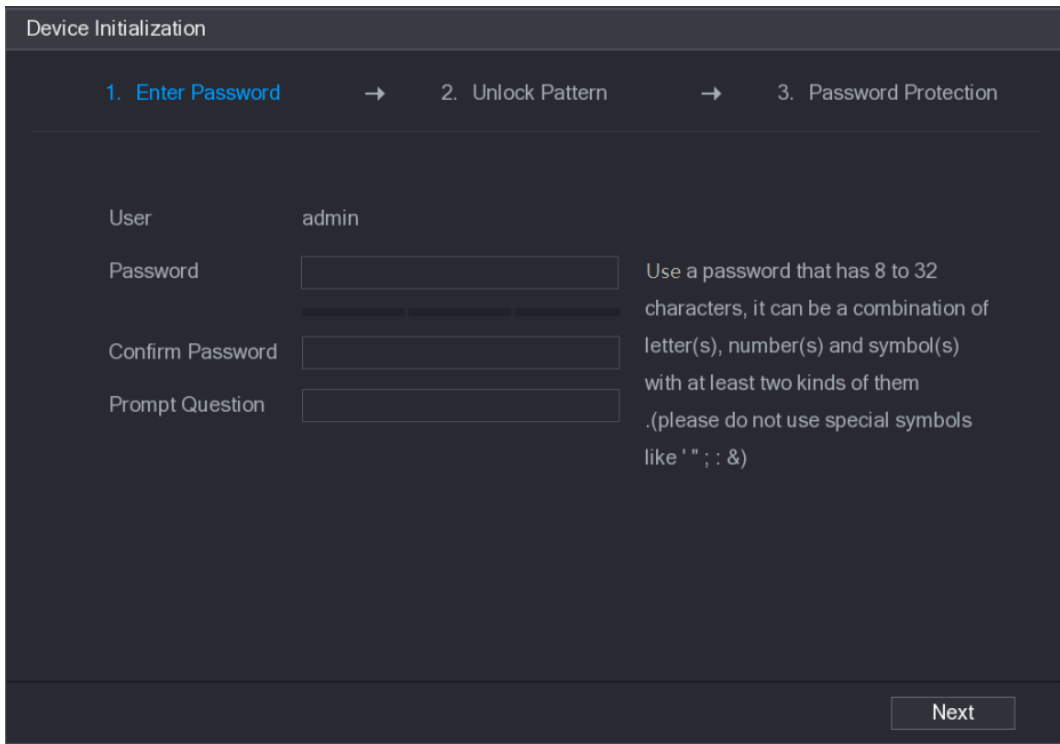 Device Initialization
1. Enter Password → 2. Unlock Pattern → 3. Password Protection
User admin
Password
Use a password that has 8 to 32
characters, it can be a combination of
letter(s), number(s) and symbol(s)
with at least two kinds of them
.(please do not use special symbols
like ' " ; : &)
Confirm Password
Prompt Question
Next